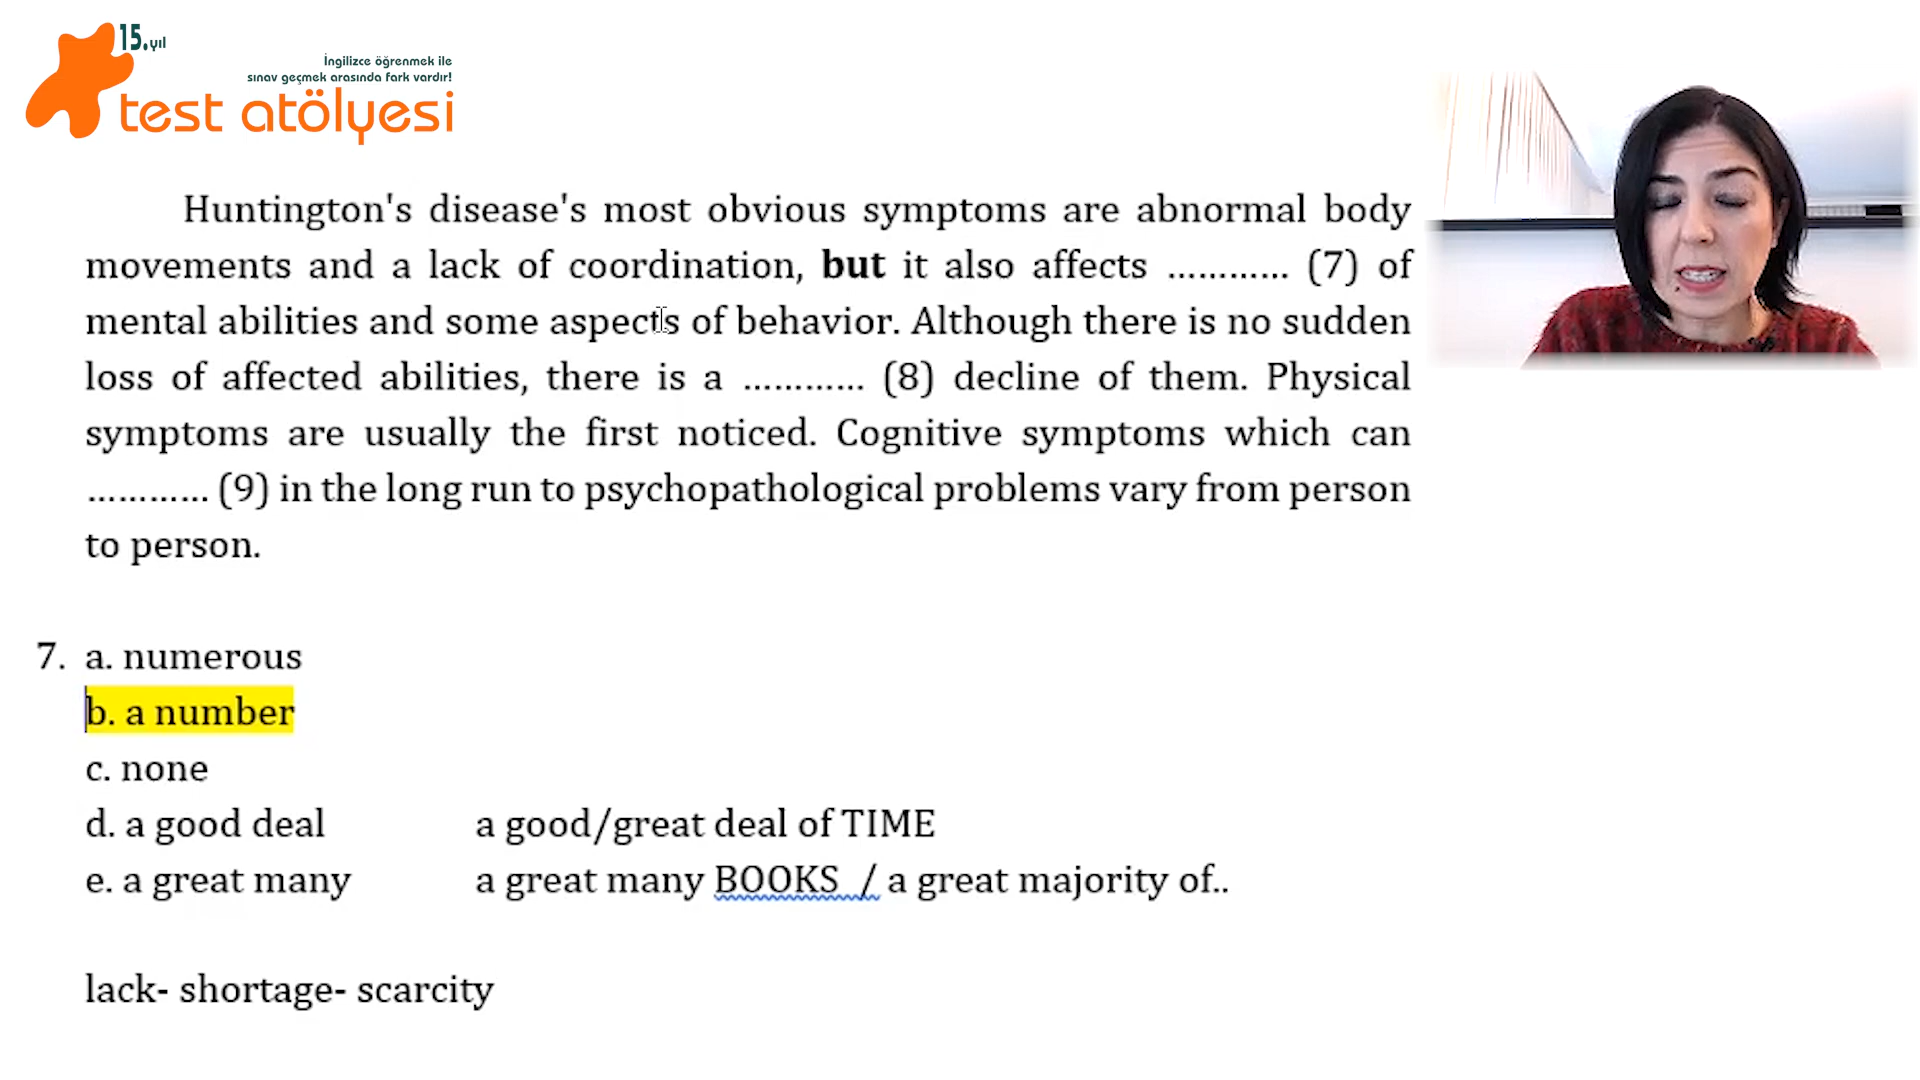 15.yıl
İngilizce öğrenmek ile
sınav geçmek arasında fark vardır!
test atölyesi
Huntington's disease's most obvious symptoms are abnormal body
movements and a lack of coordination, but it also affects ............ (7) of
mental abilities and some aspects of behavior. Although there is no sudden
loss of affected abilities, there is a ............ (8) decline of them. Physical
symptoms are usually the first noticed. Cognitive symptoms which can
............ (9) in the long run to psychopathological problems vary from person
to person.
7. a. numerous
b. a number
c. none
d. a good deal a good/great deal of TIME
e. a great many a great many BOOKS / a great majority of..
lack- shortage- scarcity